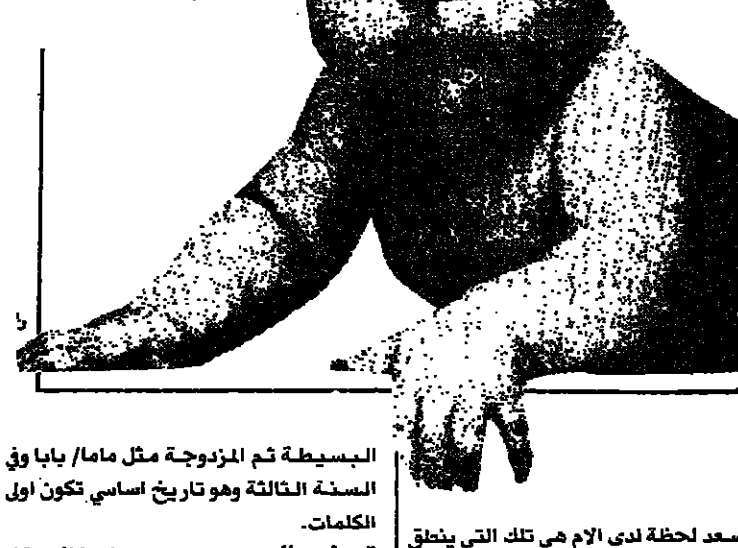 سعد لحظة لدى الام هي تلك التي ينطق
البسيطة ثم المزدوجة مثل ماما/ بابا وفي
السنة الثالثة وهو تاريخ اساسي تكون اولى
الكلمات.